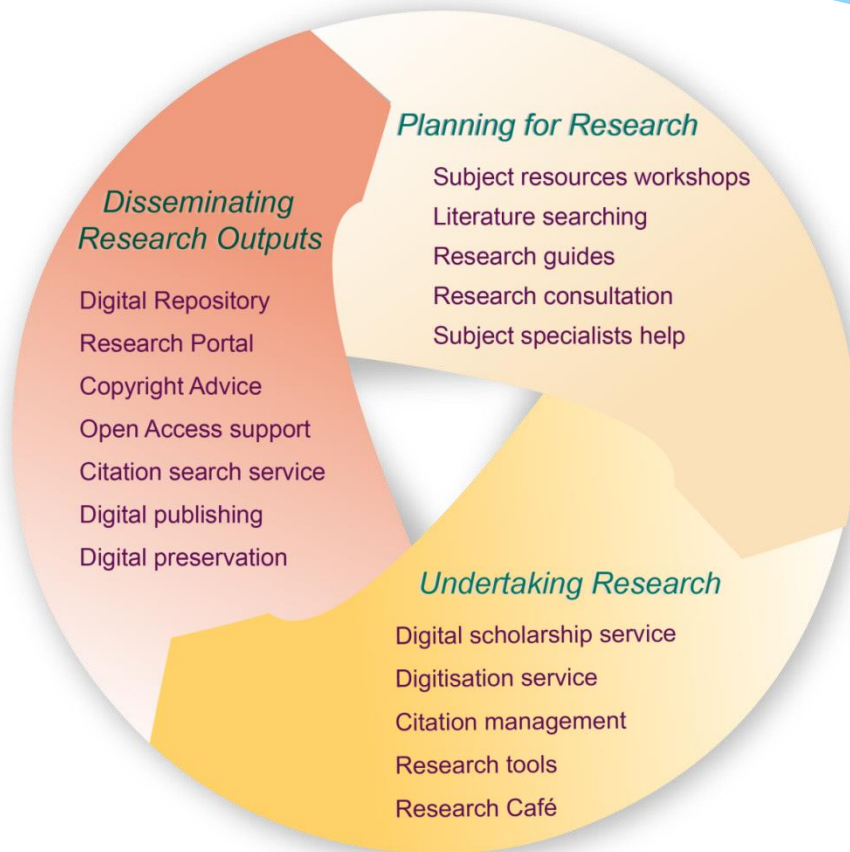 Planning for Research
Subject resources workshops
Literature searching
Research guides
Research consultation
Subject specialists help
Undertaking Research
Digital scholarship service
Digitisation service
Citation management
Research tools
Research Café
Disseminating
Research Outputs
Digital Repository
Research Portal
Copyright Advice
Open Access support
Citation search service
Digital publishing
Digital preservation